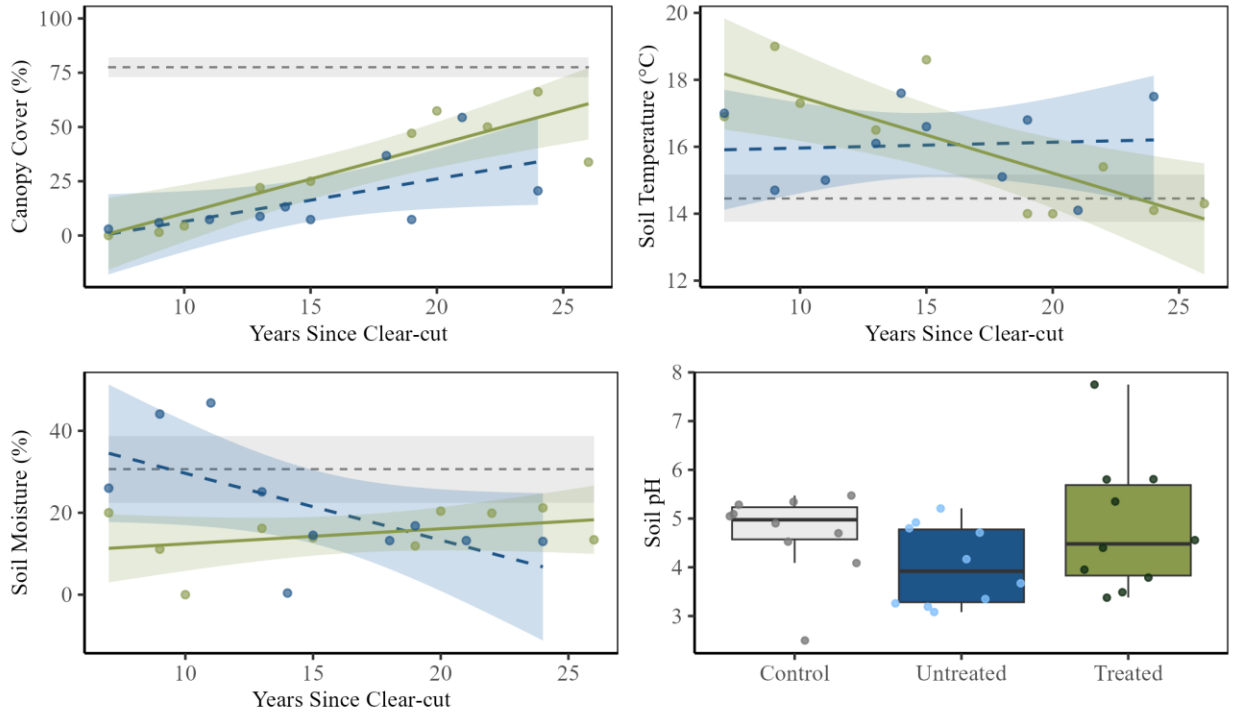 Canopy Cover (%)
100
75
50
25
0
10 15 20 25
Years Since Clear-cut
Soil Temperature (°C)
20
18
16
14
12
10 15 20 25
Years Since Clear-cut
Soil Moisture (%)
40
20
0
10 15 20 25
Years Since Clear-cut
Soil pH
8
7
6
5
4
3
Control Untreated Treated